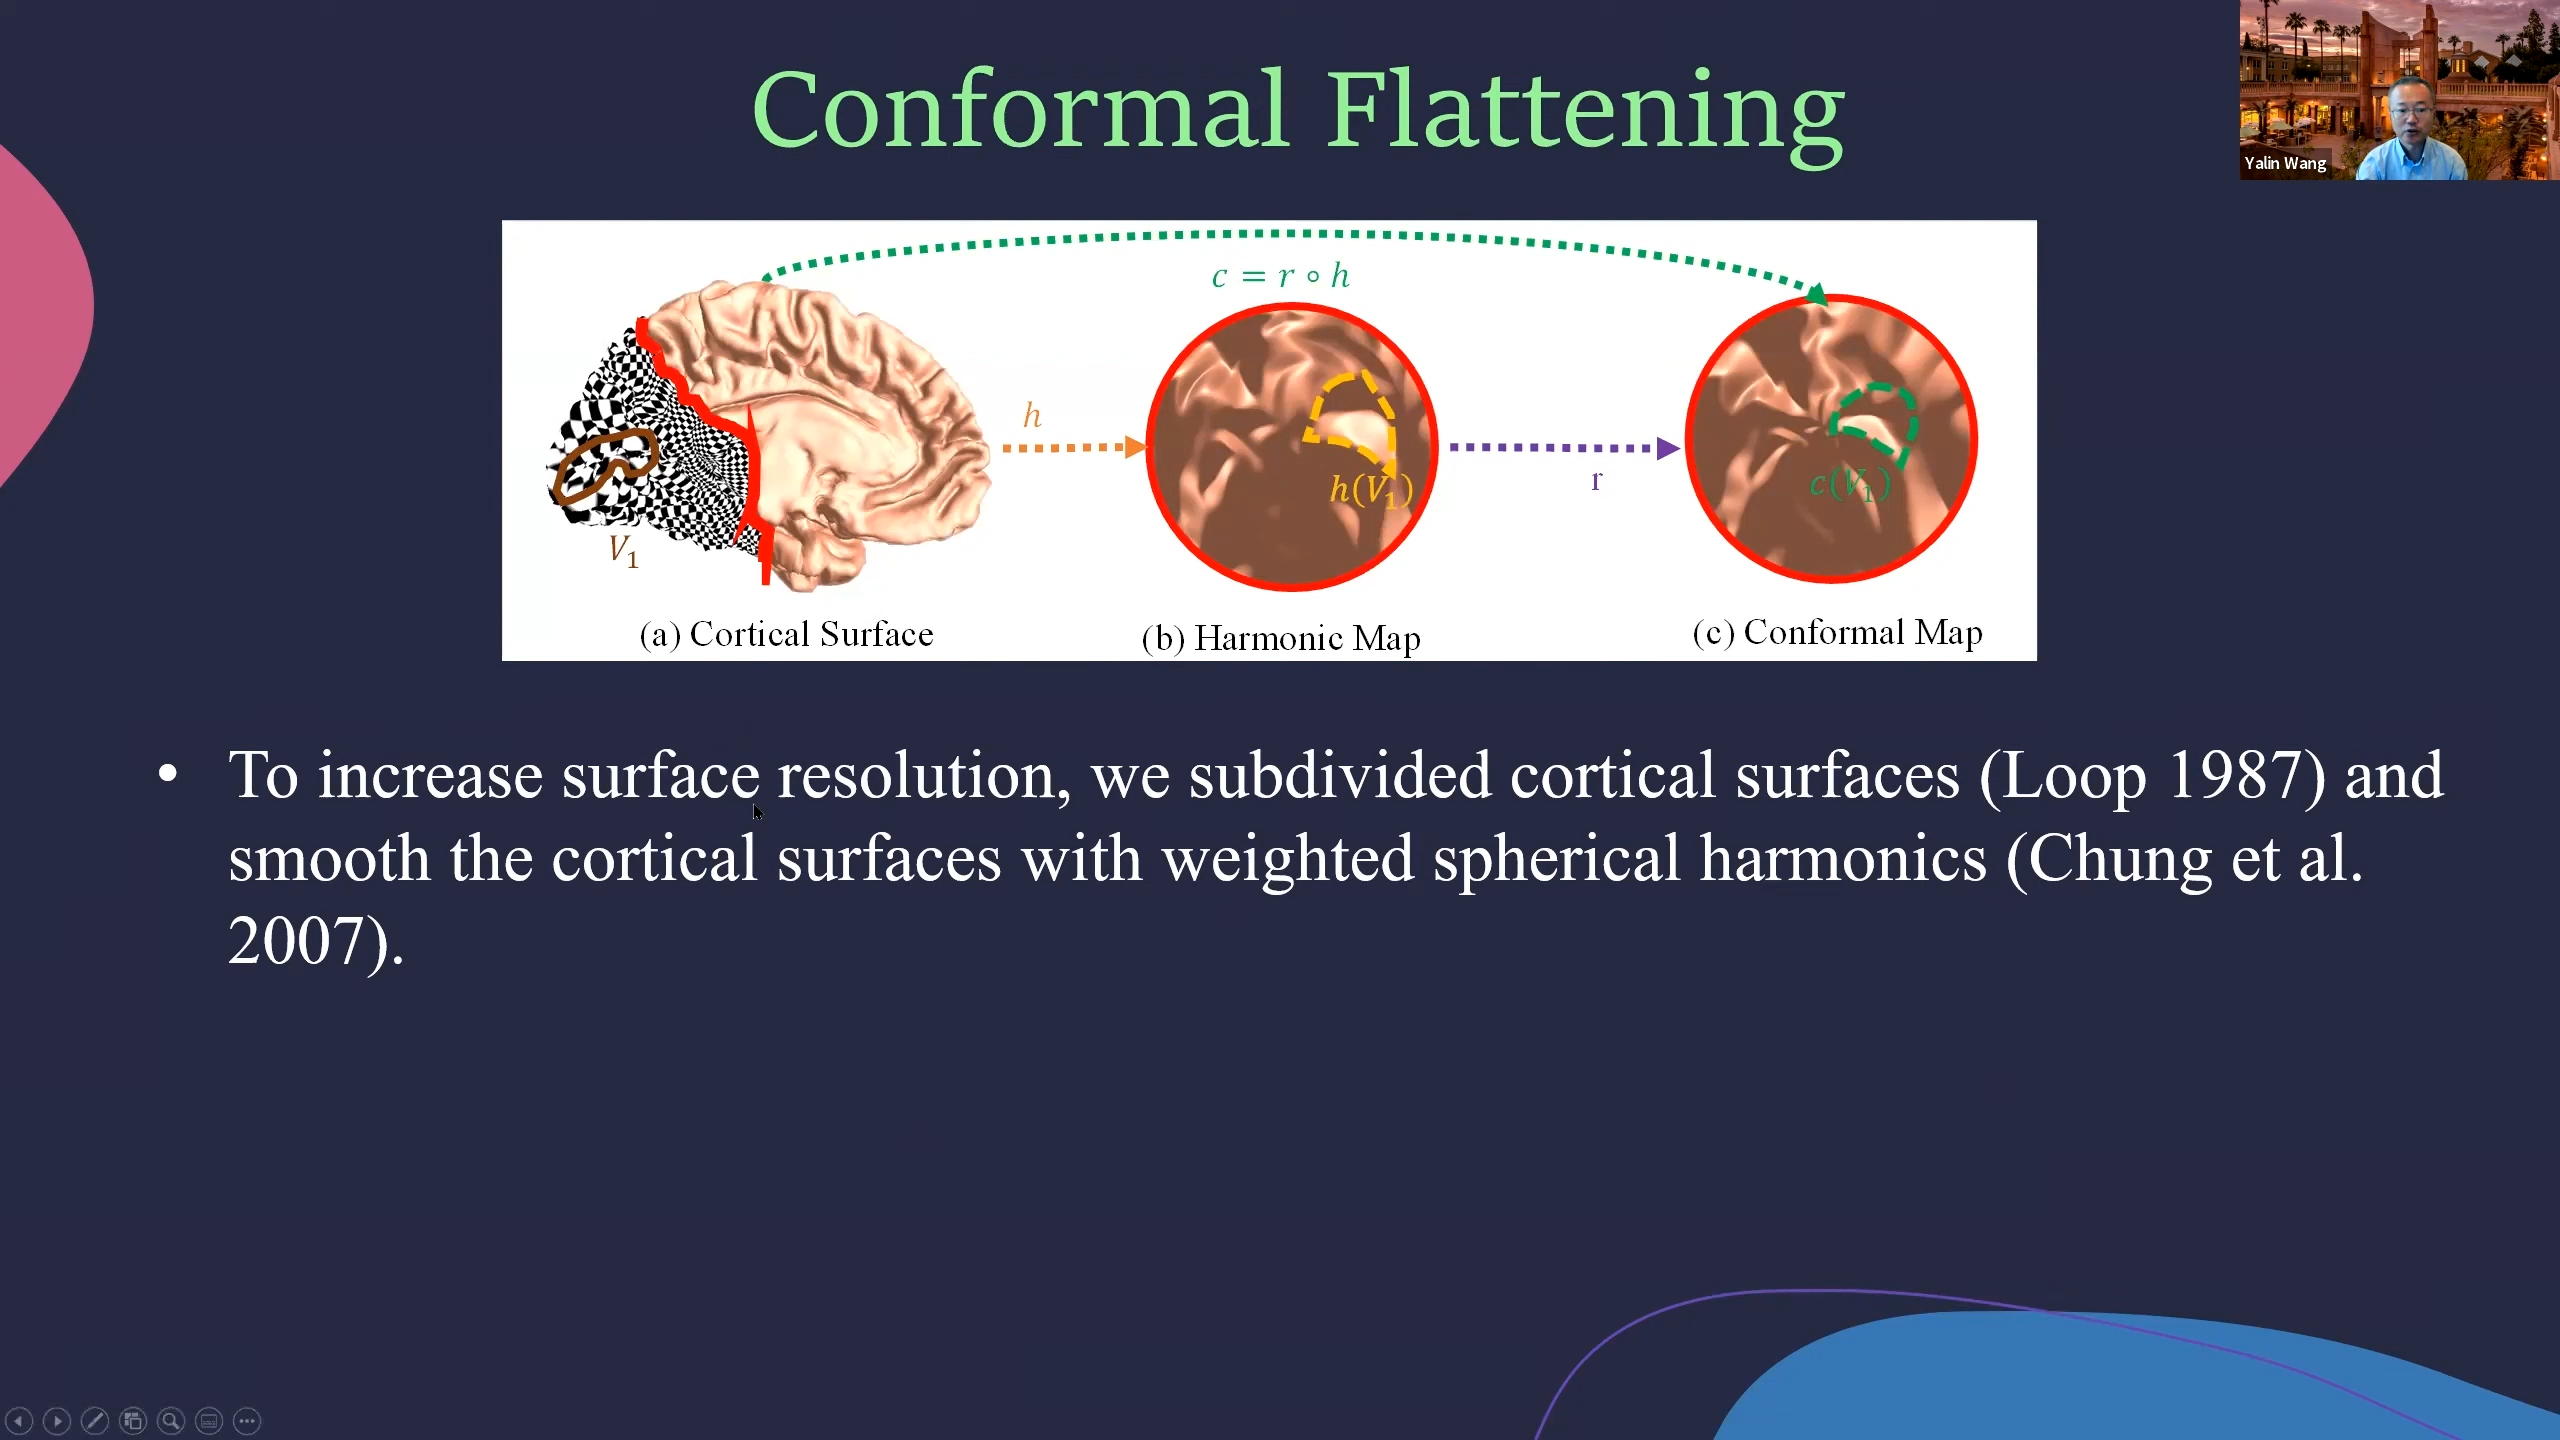 Conformal Flattening
Yalin Wang
c = r ∘ h
h
r
h(V₁)
c(V₁)
V₁
(a) Cortical Surface
(b) Harmonic Map
(c) Conformal Map
• To increase surface resolution, we subdivided cortical surfaces (Loop 1987) and
smooth the cortical surfaces with weighted spherical harmonics (Chung et al.
2007).